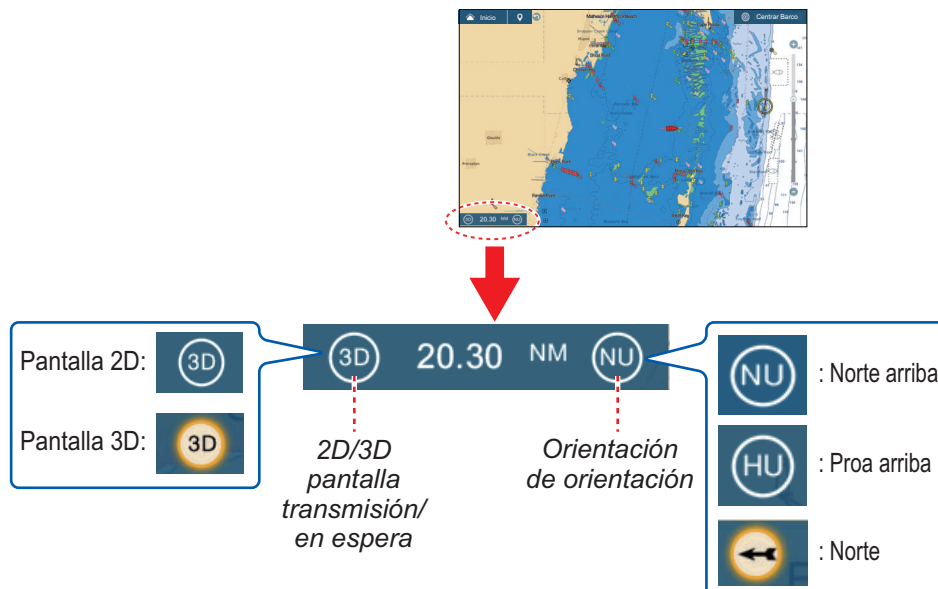 Inicio
Centrar Barco
3D 20.30 NM NU
3D 20.30 NM NU
Pantalla 2D: 3D
Pantalla 3D: 3D
2D/3D
pantalla
transmisión/
en espera
Orientación
de orientación
NU : Norte arriba
HU : Proa arriba
: Norte